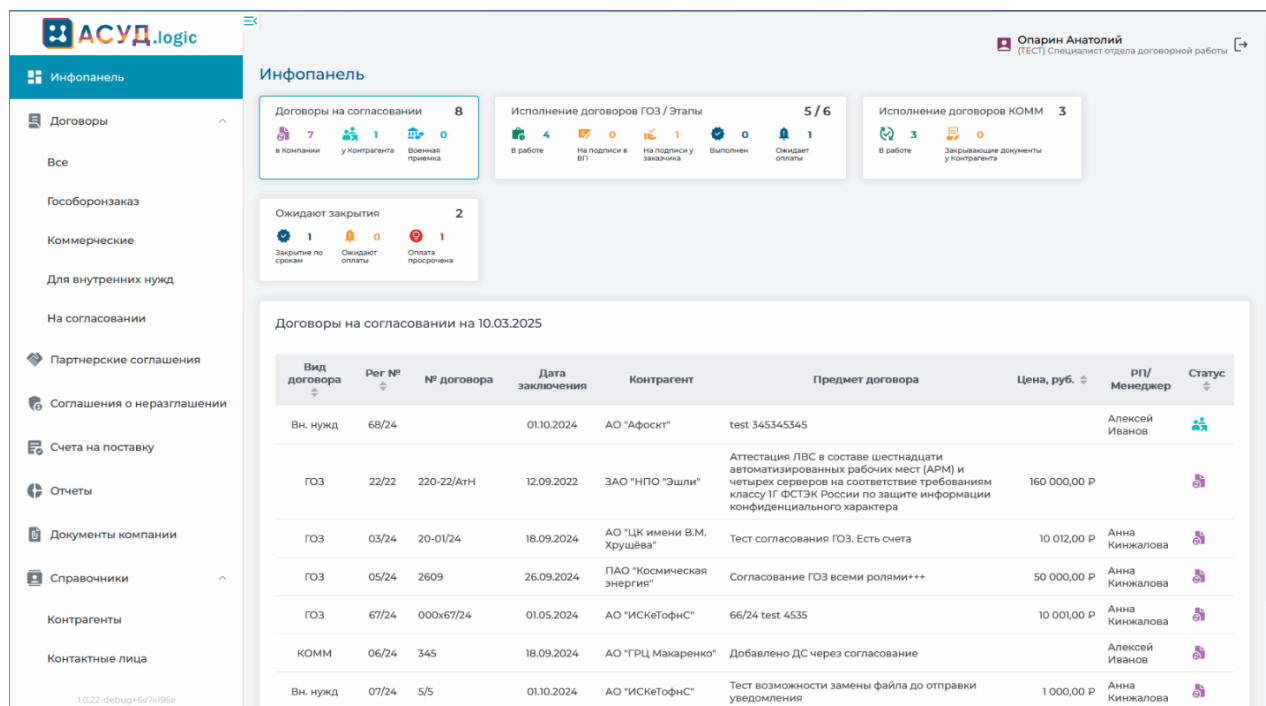 АСУД.logic
Опарин Анатолий
(ТЕСТ) Специалист отдела договорной работы
Инфопанель
Договоры
Все
Гособоронзаказ
Коммерческие
Для внутренних нужд
На согласовании
Партнерские соглашения
Соглашения о неразглашении
Счета на поставку
Отчеты
Документы компании
Справочники
Контрагенты
Контактные лица
1.0.22-debug+6e7e196e
Инфопанель
Договоры на согласовании 8
7 1 0
в Компании у Контрагента Военная
приемка
Исполнение договоров ГОЗ / Этапы 5 / 6
4 0 1 0 1
В работе На подписи в На подписи у Выполнен Ожидает
ВП заказчика оплаты
Исполнение договоров КОММ 3
3 0
В работе Закрывающие документы
у Контрагента
Ожидают закрытия 2
1 0 1
Закрытие по Ожидают Оплата
срокам оплаты просрочена
Договоры на согласовании на 10.03.2025
Вид Дата РП/ Статус
договора Рег № № договора заключения Контрагент Предмет договора Цена, руб. Менеджер
Вн. нужд 68/24 01.10.2024 АО "Афоскт" test 345345345 Алексей
Иванов
Аттестация ЛВС в составе шестнадцати
автоматизированных рабочих мест (АРМ) и
ГОЗ 22/22 220-22/АтН 12.09.2022 ЗАО "НПО "Эшли" четырех серверов на соответствие требованиям 160 000,00 ₽
классу 1Г ФСТЭК России по защите информации
конфиденциального характера
ГОЗ 03/24 20-01/24 18.09.2024 АО "ЦК имени В.М. Тест согласования ГОЗ. Есть счета 10 012,00 ₽ Анна
Хрущёва" Кинжалова
ГОЗ 05/24 2609 26.09.2024 ПАО "Космическая Согласование ГОЗ всеми ролями+++ 50 000,00 ₽ Анна
энергия" Кинжалова
ГОЗ 67/24 000х67/24 01.05.2024 АО "ИСКеТофнС" 66/24 test 4535 10 001,00 ₽ Анна
Кинжалова
КОММ 06/24 345 18.09.2024 АО "ГРЦ Макаренко" Добавлено ДС через согласование Алексей
Иванов
Вн. нужд 07/24 5/5 01.10.2024 АО "ИСКеТофнС" Тест возможности замены файла до отправки 1 000,00 ₽ Анна
уведомления Кинжалова